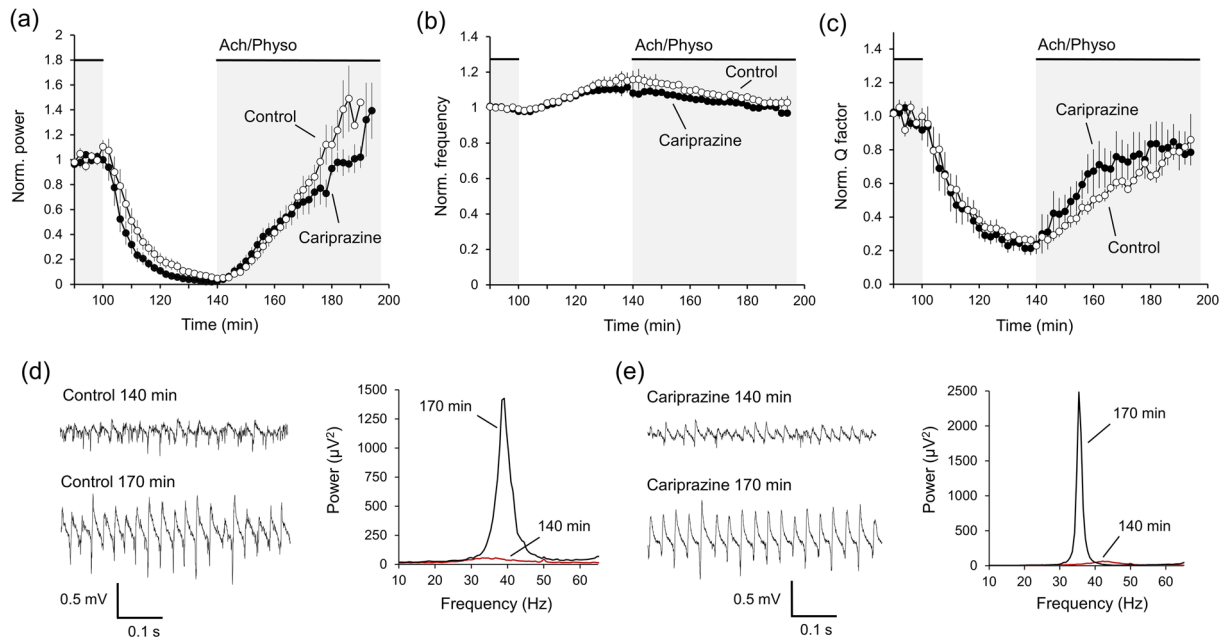 (a)
Norm. power
2
1.8
1.6
1.4
1.2
1
0.8
0.6
0.4
0.2
0
Ach/Physo
Control
Cariprazine
100
120
140
160
180
200
Time (min)
(b)
Norm. frequency
1.4
1.2
1
0.8
0.6
0.4
0.2
0
Ach/Physo
Control
Cariprazine
100
120
140
160
180
200
Time (min)
(c)
Norm. Q factor
1.4
1.2
1.0
0.8
0.6
0.4
0.2
0.0
Ach/Physo
Cariprazine
Control
100
120
140
160
180
200
Time (min)
(d)
Control 140 min
Control 170 min
0.5 mV
0.1 s
Power (µV²)
1500
1250
1000
750
500
250
0
170 min
140 min
10
20
30
40
50
60
Frequency (Hz)
(e)
Cariprazine 140 min
Cariprazine 170 min
0.5 mV
0.1 s
Power (µV²)
2500
2000
1500
1000
500
0
170 min
140 min
10
20
30
40
50
60
Frequency (Hz)